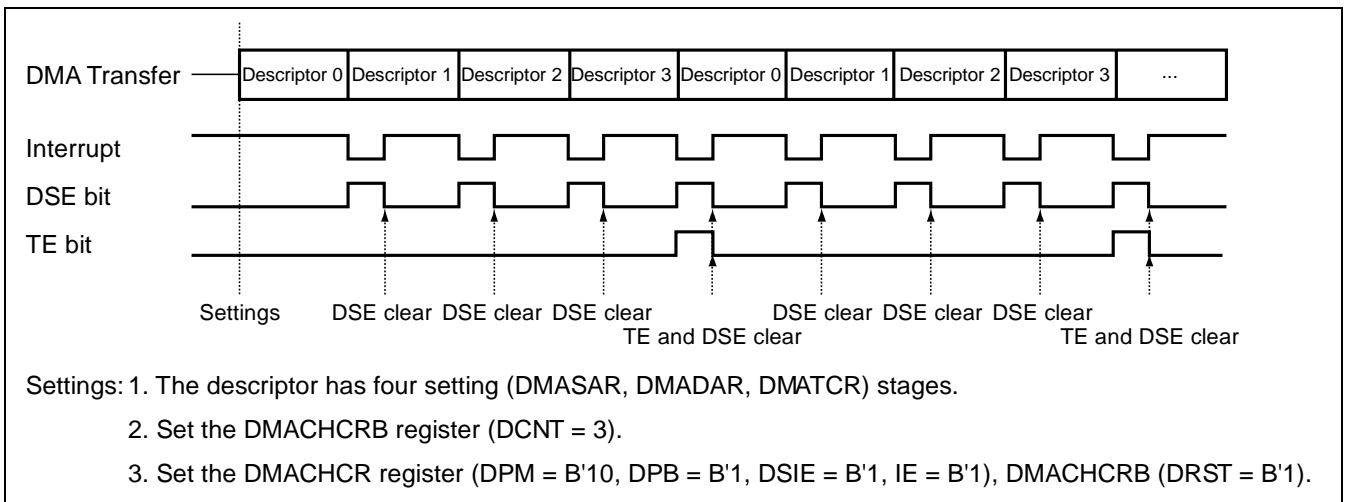 DMA Transfer Descriptor 0 Descriptor 1 Descriptor 2 Descriptor 3 Descriptor 0 Descriptor 1 Descriptor 2 Descriptor 3 ...
Interrupt
DSE bit
TE bit
Settings DSE clear DSE clear DSE clear DSE clear DSE clear DSE clear
TE and DSE clear TE and DSE clear
Settings: 1. The descriptor has four setting (DMASAR, DMADAR, DMATCR) stages.
2. Set the DMACHCRB register (DCNT = 3).
3. Set the DMACHCR register (DPM = B'10, DPB = B'1, DSIE = B'1, IE = B'1), DMACHCRB (DRST = B'1).